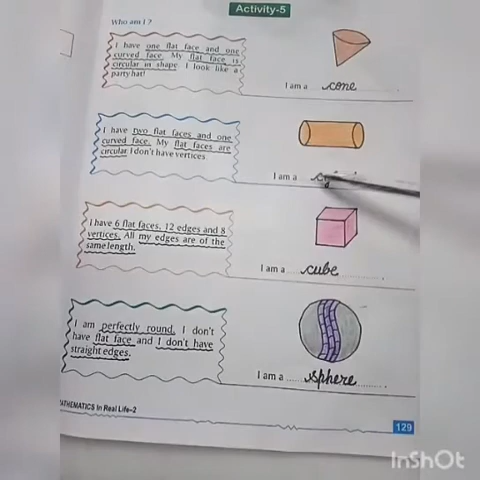 Activity-5
Who am I ?
I have one flat face and one
curved face. My flat face is
circular in shape. I look like a
party hat!
I am a cone
I have two flat faces and one
curved face. My flat faces are
circular. I don't have vertices
I am a
I have 6 flat faces, 12 edges and 8
vertices. All my edges are of the
same length.
I am a cube
I am perfectly round. I don't
have flat face and I don't have
straight edges.
I am a sphere
MATHEMATICS in Real Life-2
129
InShOt